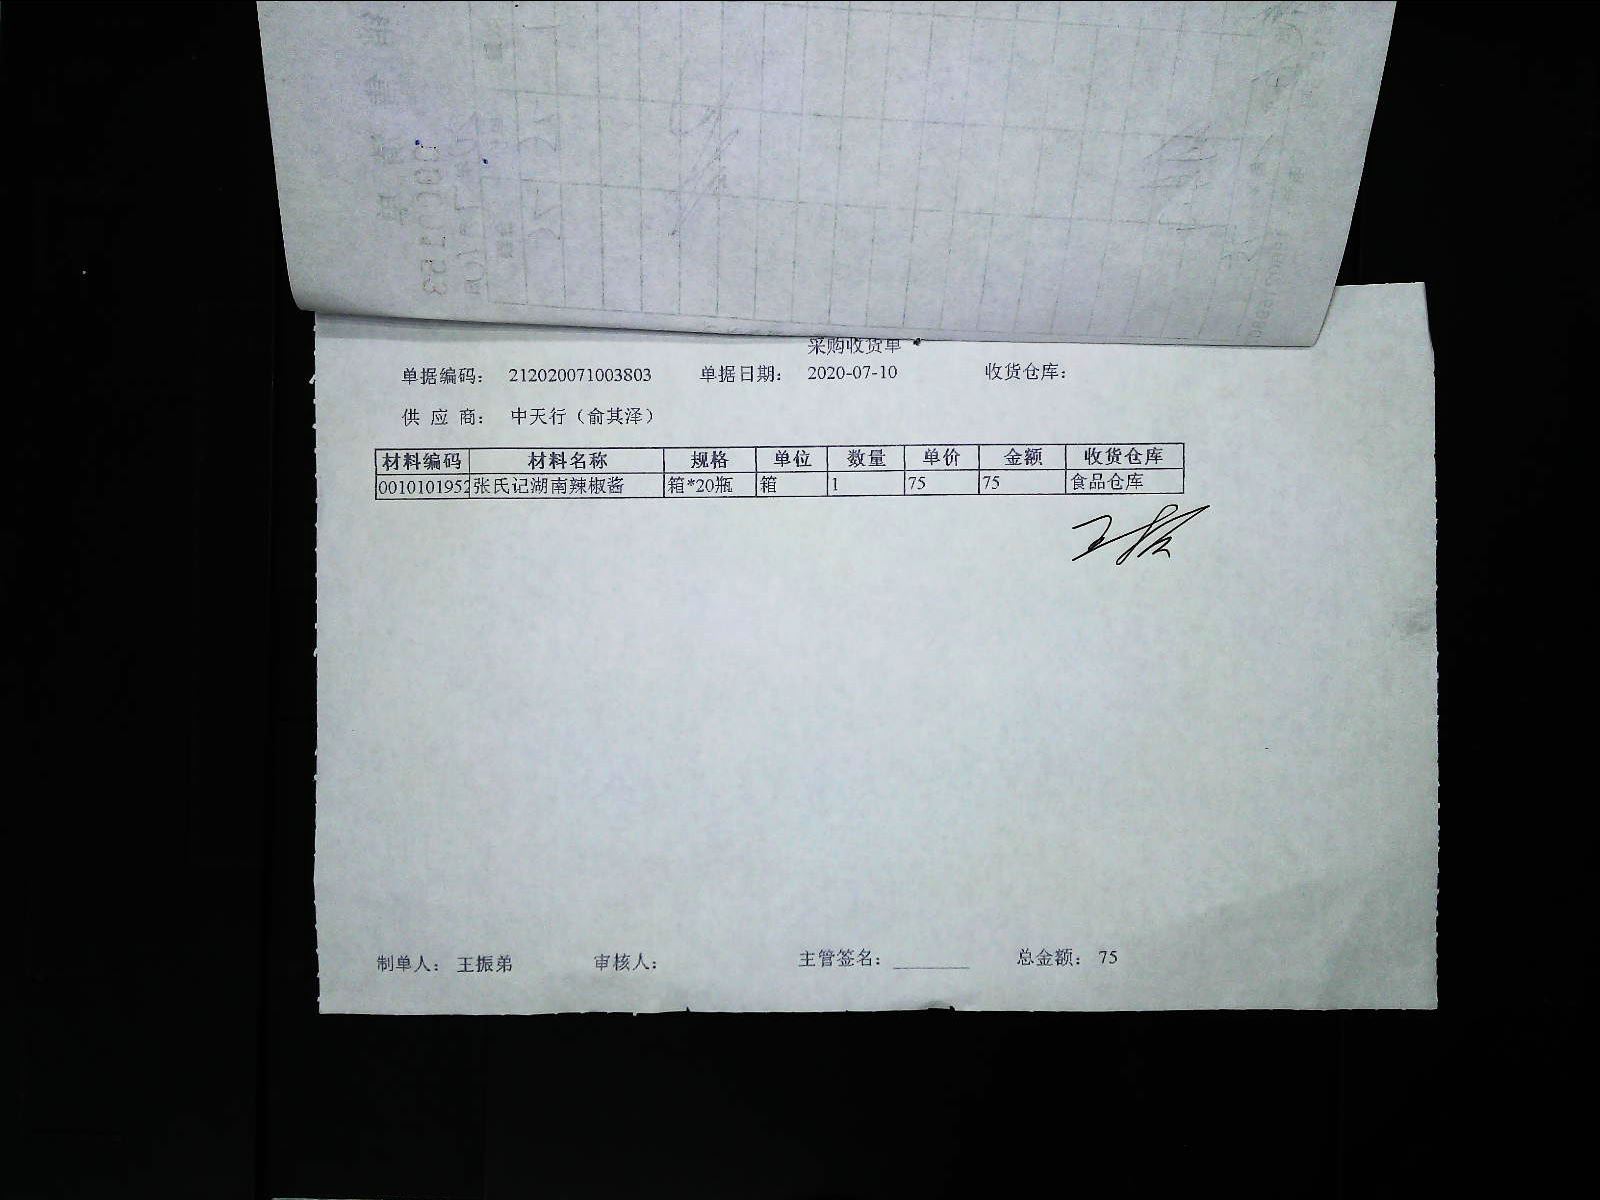 采购收货单
单据编码： 212020071003803 单据日期： 2020-07-10 收货仓库：
供 应 商： 中天行（俞其泽）
材料编码 材料名称 规格 单位 数量 单价 金额 收货仓库
0010101952 张氏记湖南辣椒酱 箱*20瓶 箱 1 75 75 食品仓库
制单人： 王振弟 审核人： 主管签名： ________ 总金额： 75